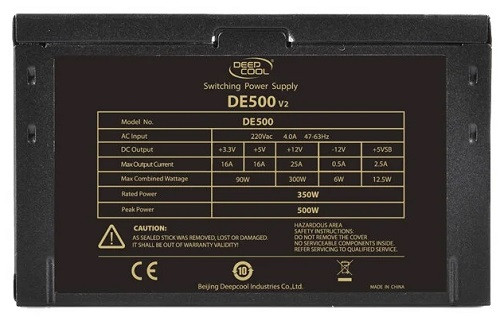 DEEP
COOL
Switching Power Supply
DE500 V2
Model No. DE500
AC Input 220Vac 4.0A 47-63Hz
DC Output +3.3V +5V +12V -12V +5VSB
Max Output Current 16A 16A 25A 0.5A 2.5A
Max Combined Wattage 90W 300W 6W 12.5W
Rated Power 350W
Peak Power 500W
CAUTION:
AS SEALED STICK WAS REMOVED, LOST OR DAMAGED.
IT SHALL BE OUT OF WARRANTY VALIDITY!
HAZARDOUS AREA
SAFETY INSTRUCTIONS:
DO NOT REMOVE THE COVER
NO SERVICEABLE COMPONENTS INSIDE.
REFER SERVICING TO QUALIFIED SERVICE.
CE
10
Beijing Deepcool Industries Co.,Ltd.
MADE IN CHINA